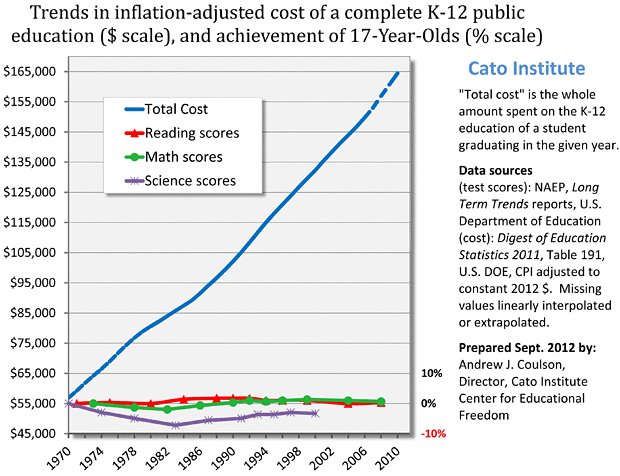 Trends in inflation-adjusted cost of a complete K-12 public
education ($ scale), and achievement of 17-Year-Olds (% scale)
$165,000
$155,000
$145,000
$135,000
$125,000
$115,000
$105,000
$95,000
$85,000
$75,000
$65,000
$55,000
$45,000
Total Cost
Reading scores
Math scores
Science scores
10%
0%
-10%
1970
1974
1978
1982
1986
1990
1994
1998
2002
2006
2010
Cato Institute
"Total cost" is the whole
amount spent on the K-12
education of a student
graduating in the given year.
Data sources
(test scores): NAEP, Long
Term Trends reports, U.S.
Department of Education
(cost): Digest of Education
Statistics 2011, Table 191,
U.S. DOE, CPI adjusted to
constant 2012 $. Missing
values linearly interpolated
or extrapolated.
Prepared Sept. 2012 by:
Andrew J. Coulson,
Director, Cato Institute
Center for Educational
Freedom